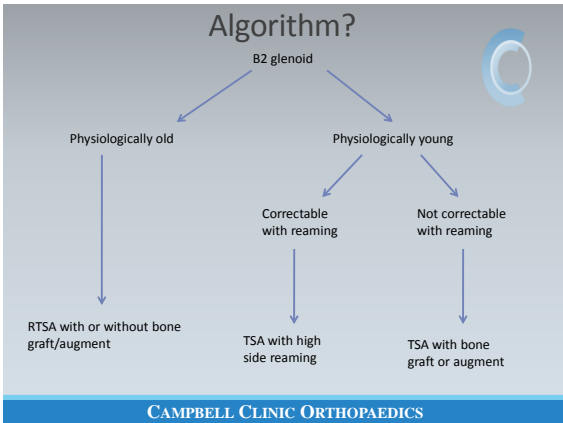 Algorithm?
B2 glenoid
Physiologically old
Physiologically young
Correctable
with reaming
Not correctable
with reaming
RTSA with or without bone
graft/augment
TSA with high
side reaming
TSA with bone
graft or augment
CAMPBELL CLINIC ORTHOPAEDICS